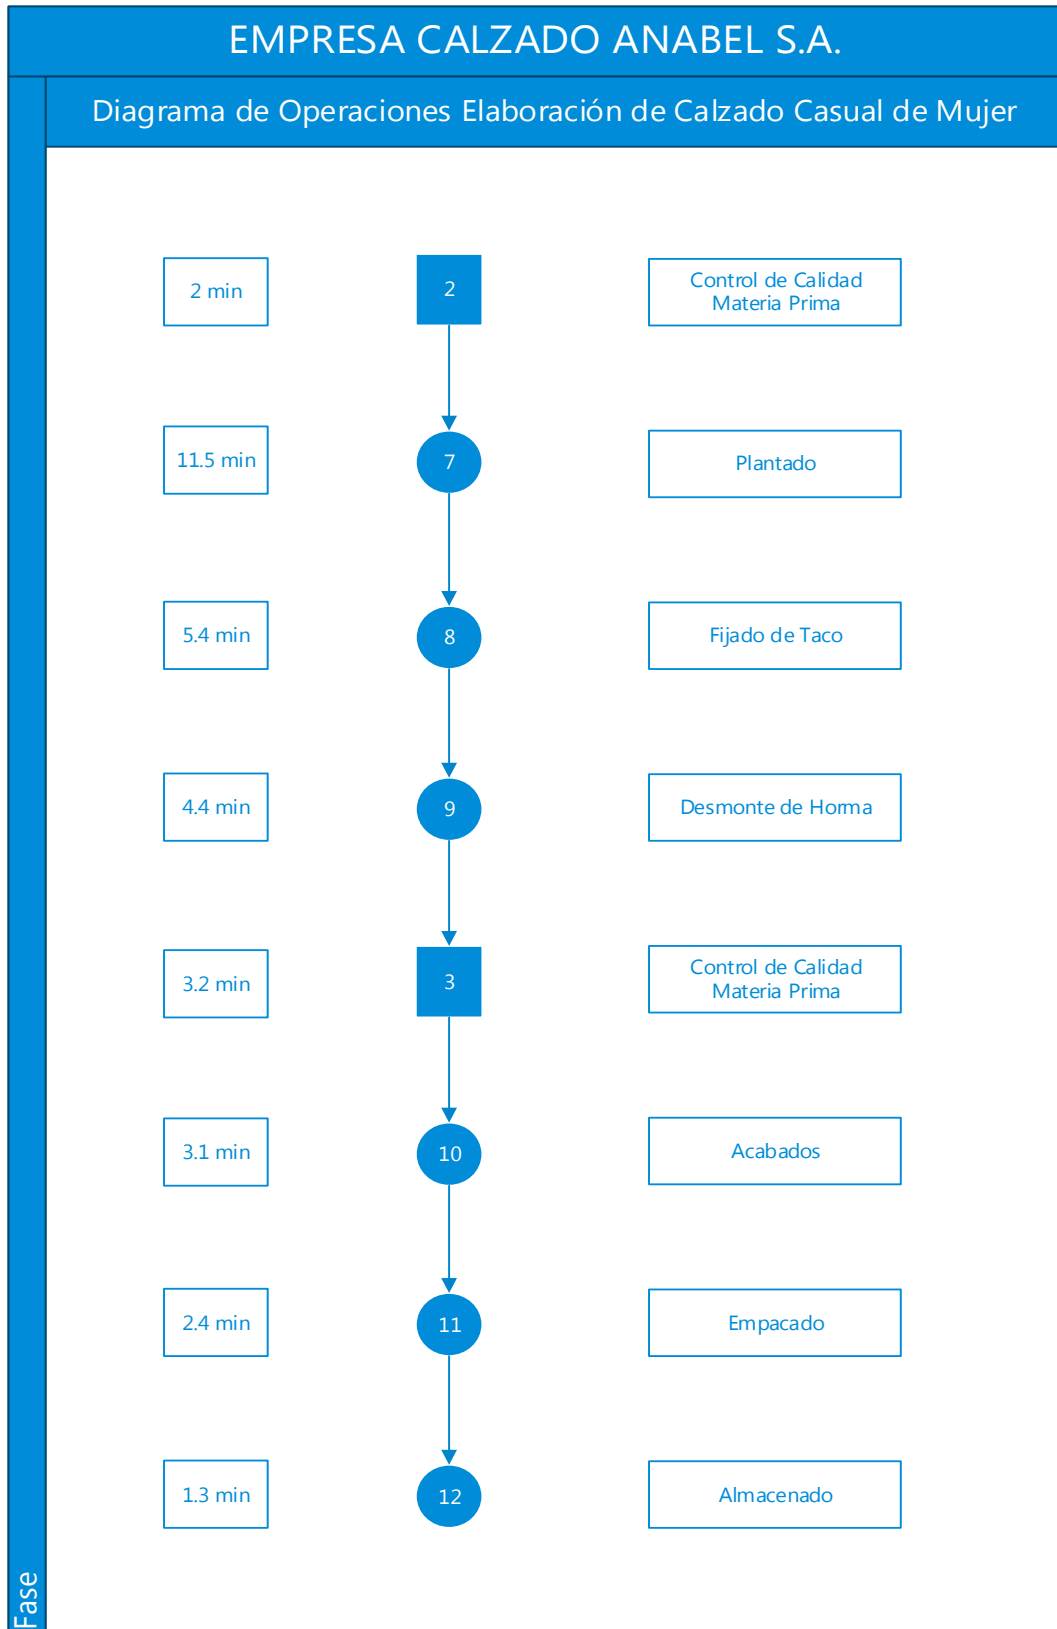 EMPRESA CALZADO ANABEL S.A.
Diagrama de Operaciones Elaboración de Calzado Casual de Mujer
2 min
2
Control de Calidad
Materia Prima
11.5 min
7
Plantado
5.4 min
8
Fijado de Taco
4.4 min
9
Desmonte de Horma
3.2 min
3
Control de Calidad
Materia Prima
3.1 min
10
Acabados
2.4 min
11
Empacado
1.3 min
12
Almacenado
Fase